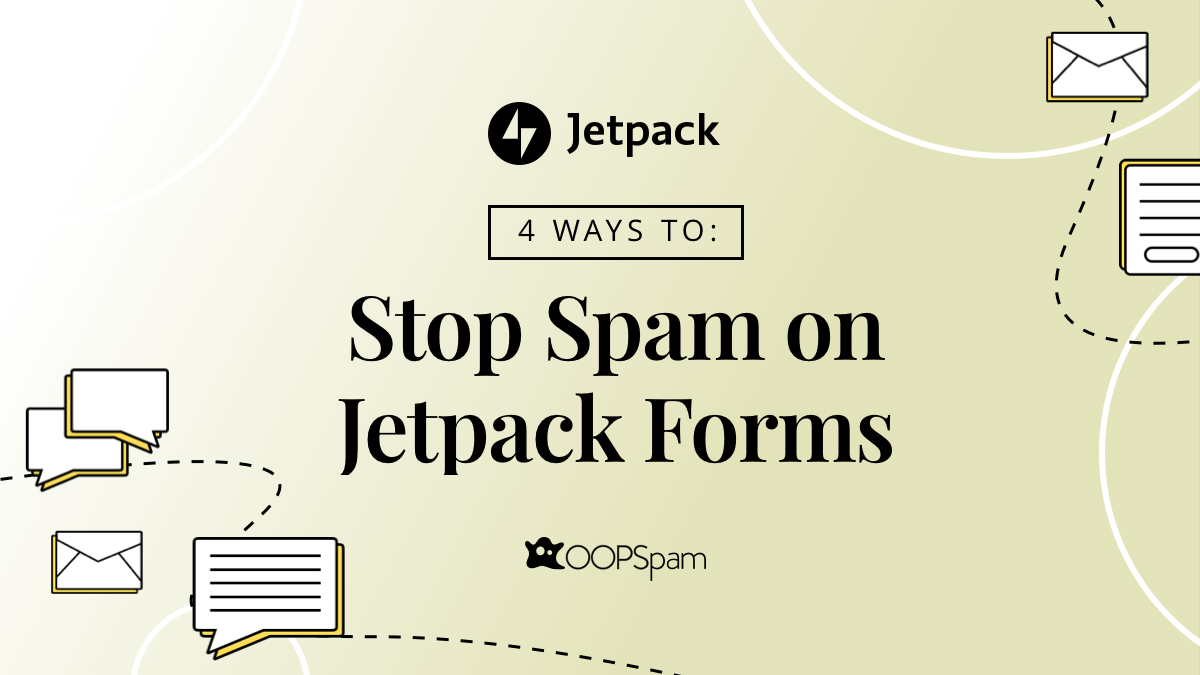 Jetpack
4 WAYS TO:
Stop Spam on
Jetpack Forms
OOPSpam